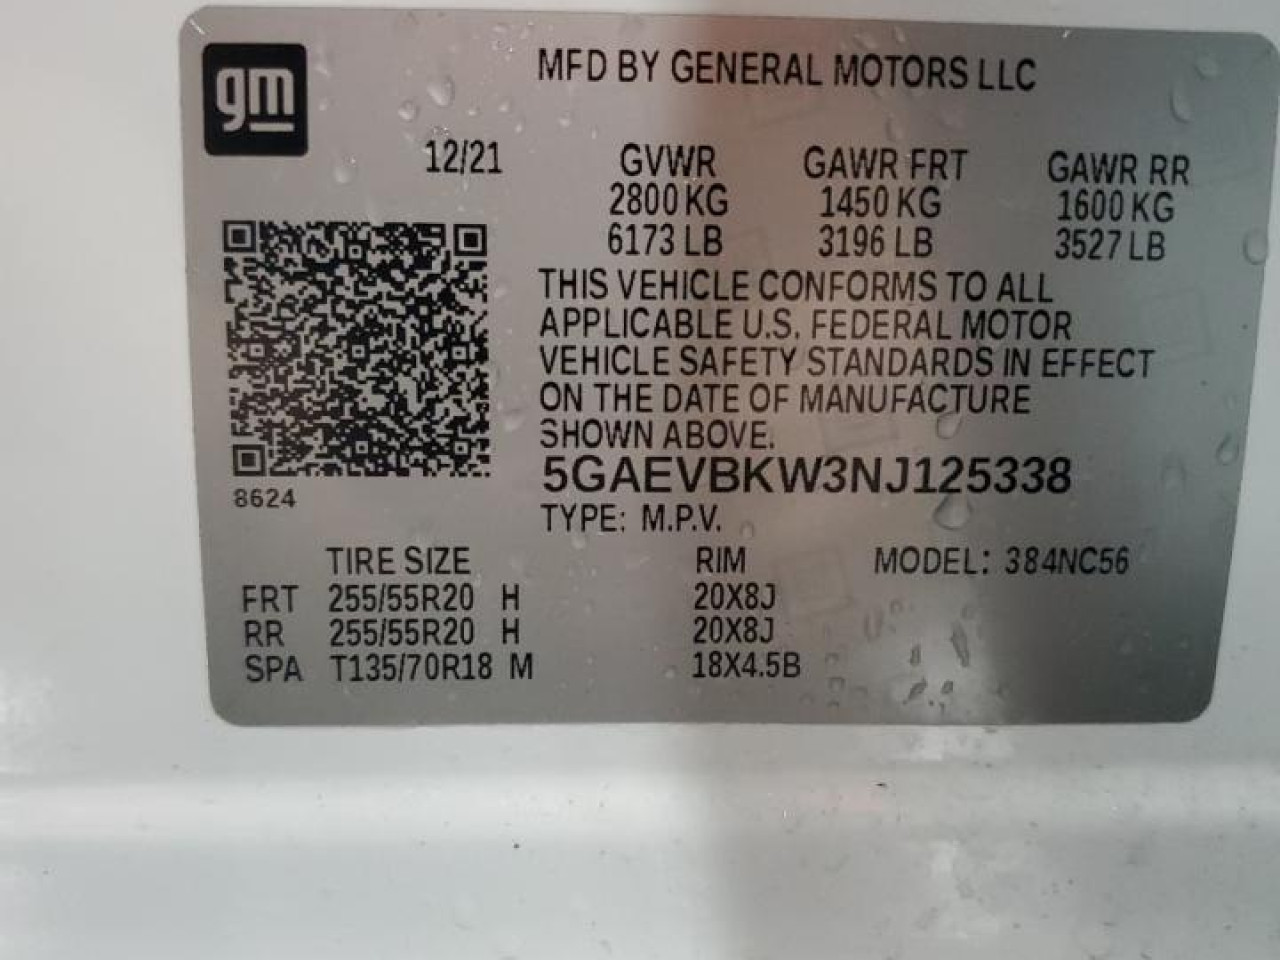 gm
MFD BY GENERAL MOTORS LLC
12/21 GVWR GAWR FRT GAWR RR
2800 KG 1450 KG 1600 KG
6173 LB 3196 LB 3527 LB
THIS VEHICLE CONFORMS TO ALL
APPLICABLE U.S. FEDERAL MOTOR
VEHICLE SAFETY STANDARDS IN EFFECT
ON THE DATE OF MANUFACTURE
SHOWN ABOVE.
5GAEVBKW3NJ125338
8624
TYPE: M.P.V.
TIRE SIZE RIM MODEL: 384NC56
FRT 255/55R20 H 20X8J
RR 255/55R20 H 20X8J
SPA T135/70R18 M 18X4.5B